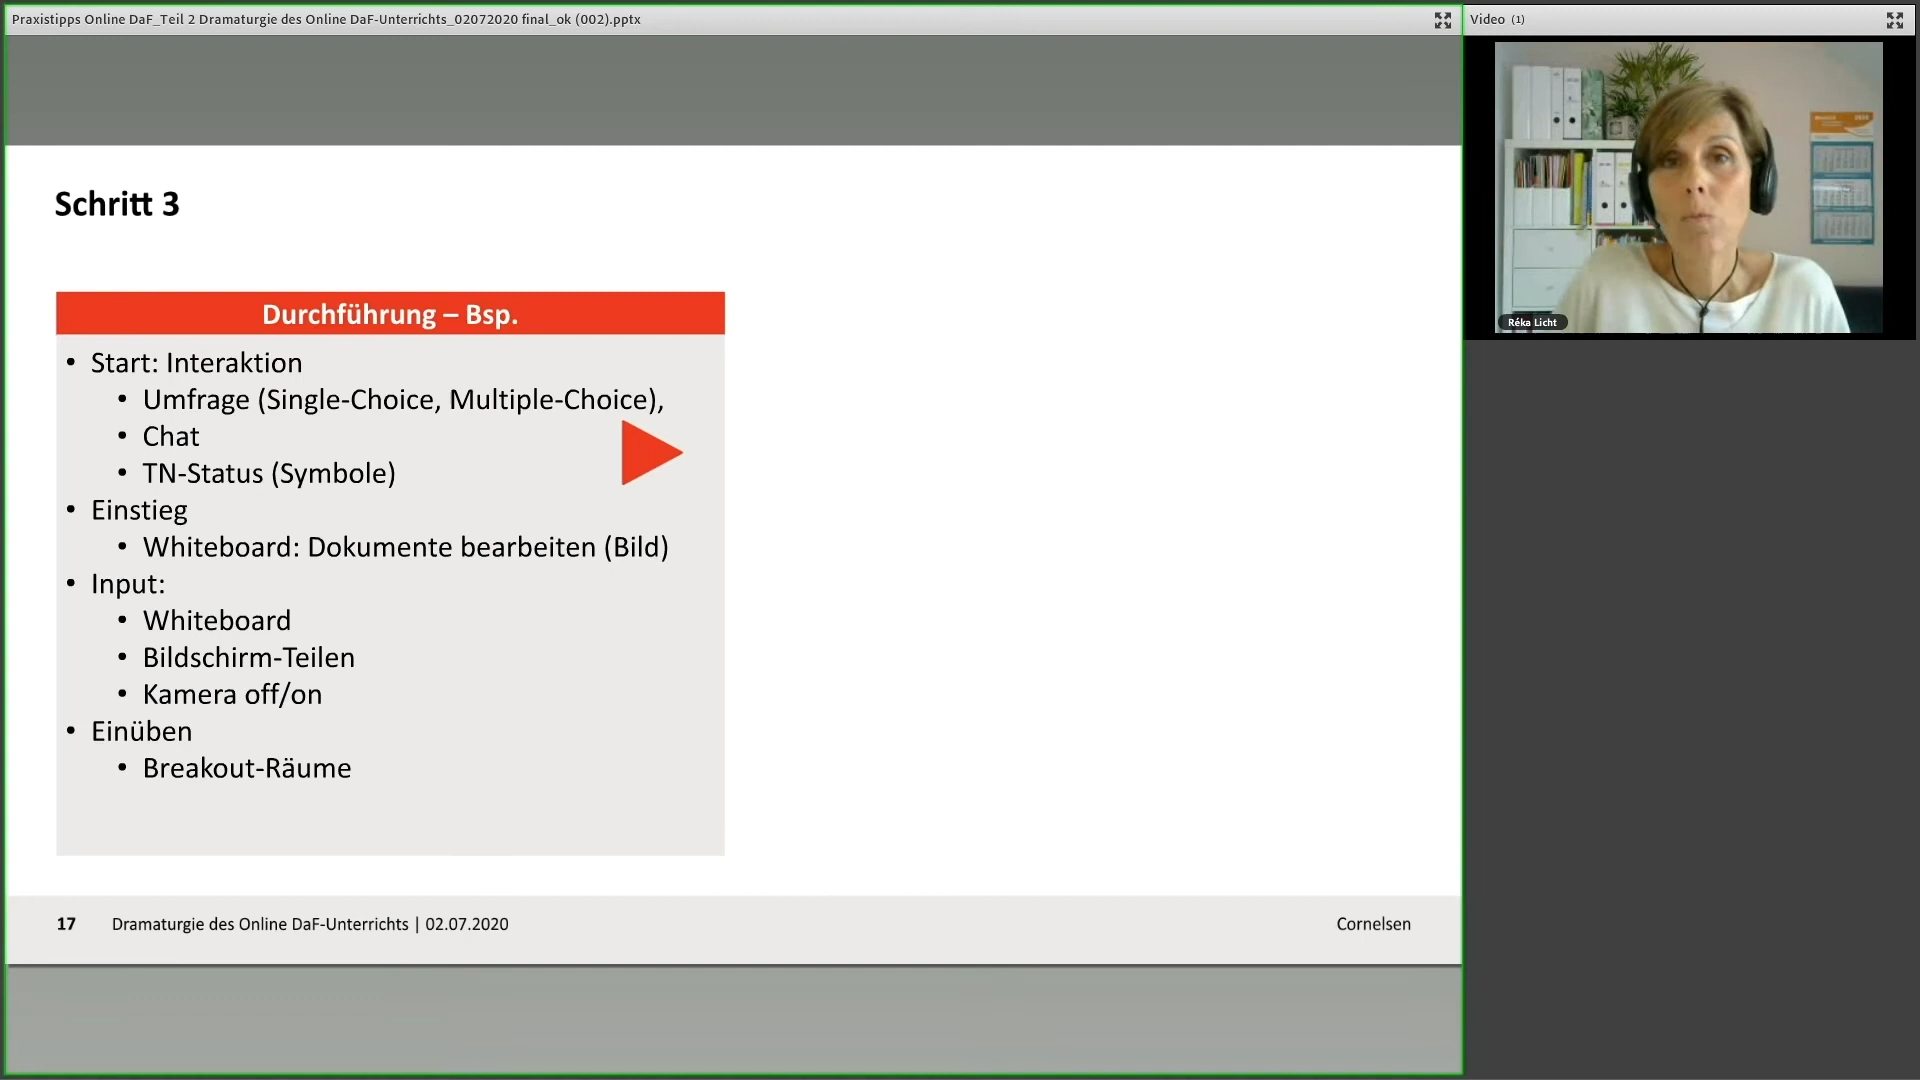 Praxistipps Online DaF_Teil 2 Dramaturgie des Online DaF-Unterrichts_02072020 final_ok (002).pptx
Video (1)
Réka Licht
Schritt 3
Durchführung – Bsp.
• Start: Interaktion
• Umfrage (Single-Choice, Multiple-Choice),
• Chat
• TN-Status (Symbole)
• Einstieg
• Whiteboard: Dokumente bearbeiten (Bild)
• Input:
• Whiteboard
• Bildschirm-Teilen
• Kamera off/on
• Einüben
• Breakout-Räume
17 Dramaturgie des Online DaF-Unterrichts | 02.07.2020 Cornelsen